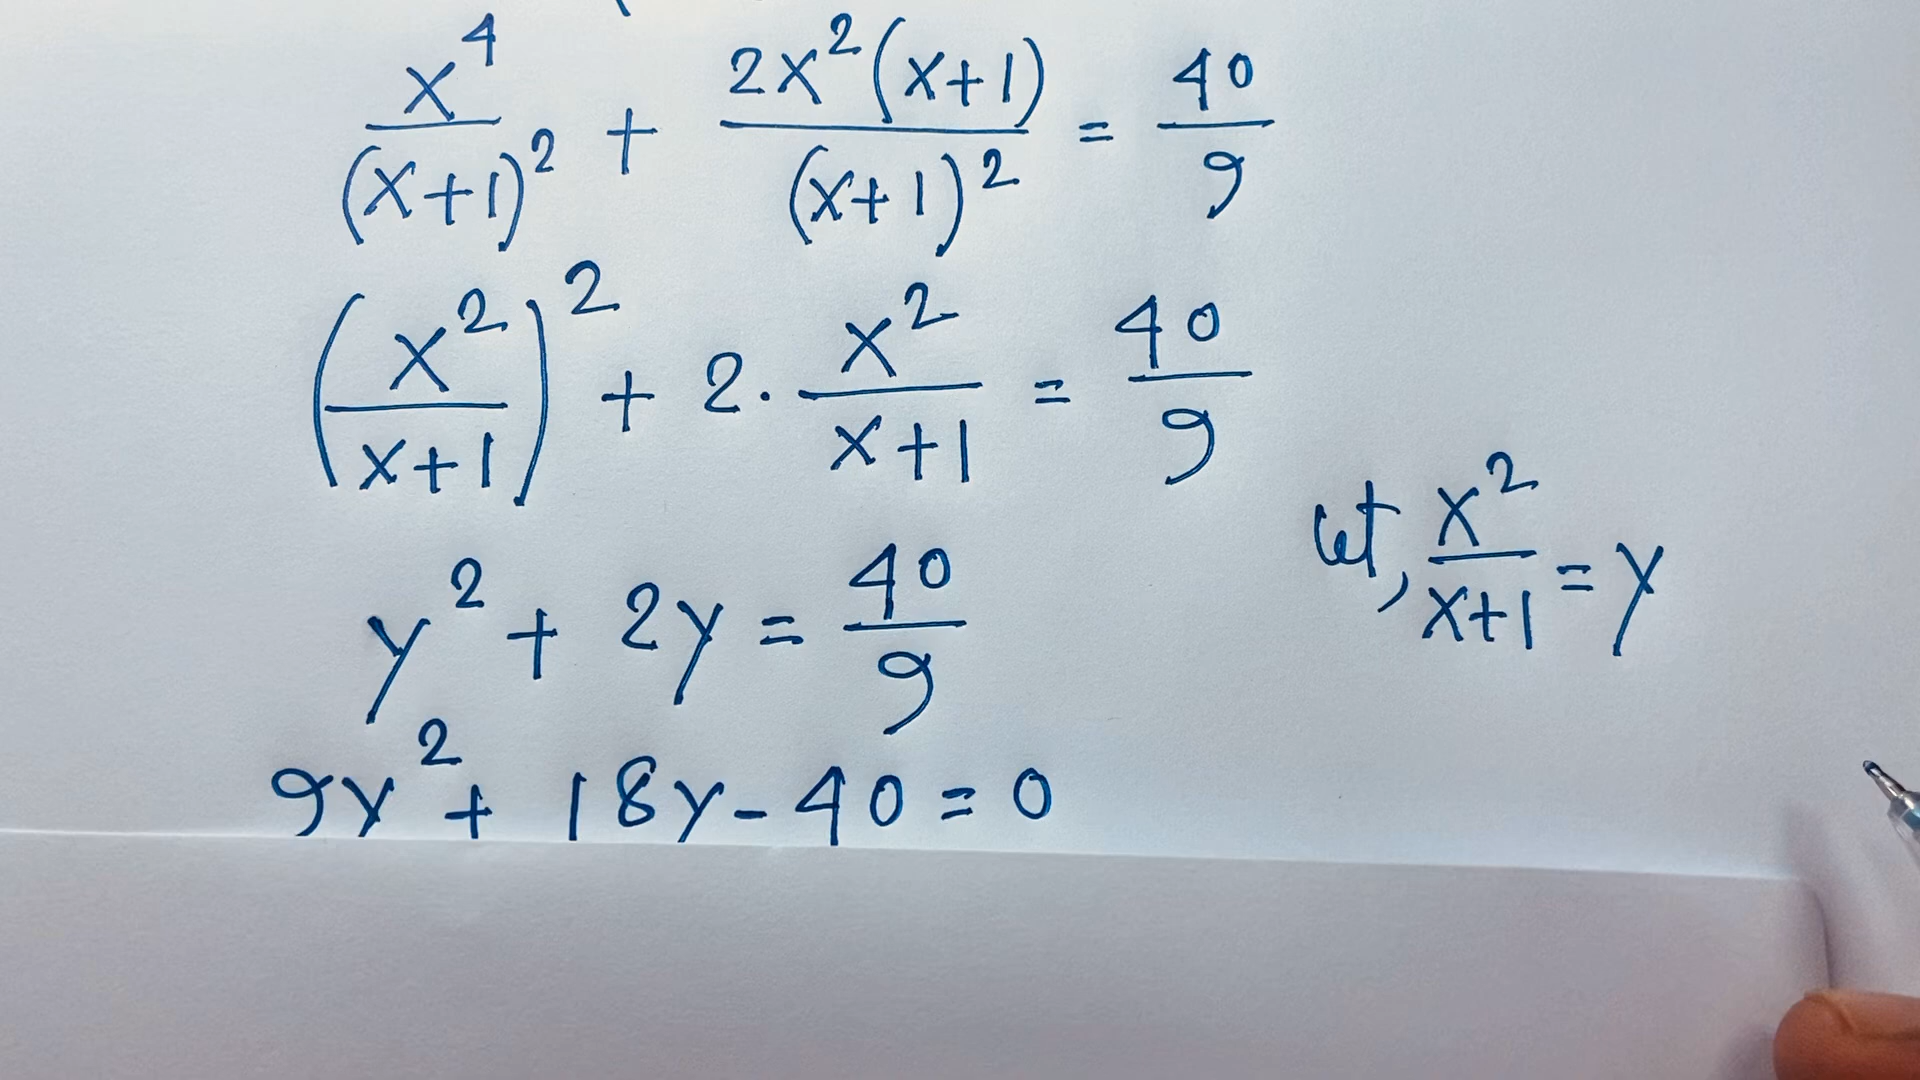 x⁴/(x+1)² + 2x²(x+1)/(x+1)² = 40/9
(x²/(x+1))² + 2·x²/(x+1) = 40/9
let, x²/(x+1) = y
y² + 2y = 40/9
9y² + 18y - 40 = 0